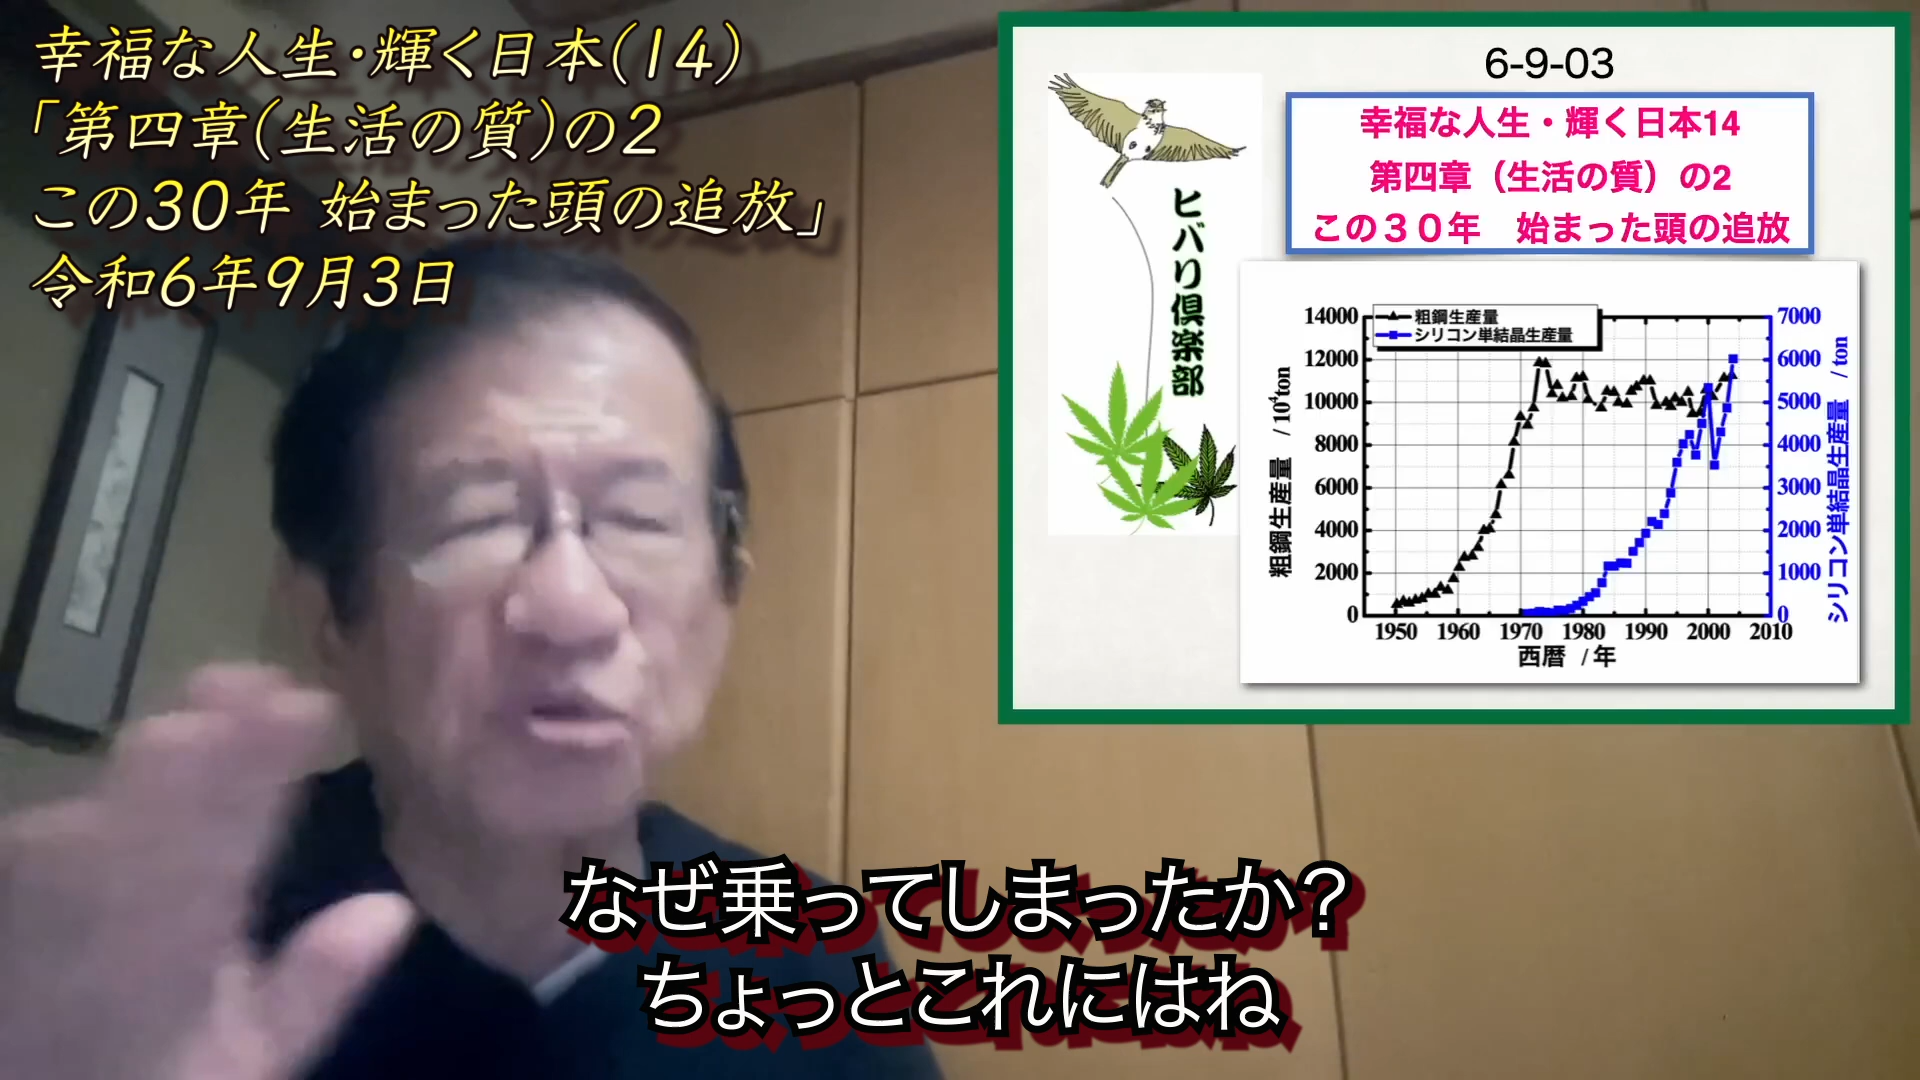 幸福な人生・輝く日本(14)
「第四章(生活の質)の2
この30年 始まった頭の追放」
令和6年9月3日
6-9-03
幸福な人生・輝く日本14
第四章（生活の質）の2
この３０年　始まった頭の追放
ヒバリ倶楽部
粗鋼生産量
シリコン単結晶生産量
14000
12000
10000
8000
6000
4000
2000
0
粗鋼生産量 /10⁴ton
7000
6000
5000
4000
3000
2000
1000
0
シリコン単結晶生産量 / ton
1950 1960 1970 1980 1990 2000 2010
西暦 /年
なぜ乗ってしまったか？
ちょっとこれにはね